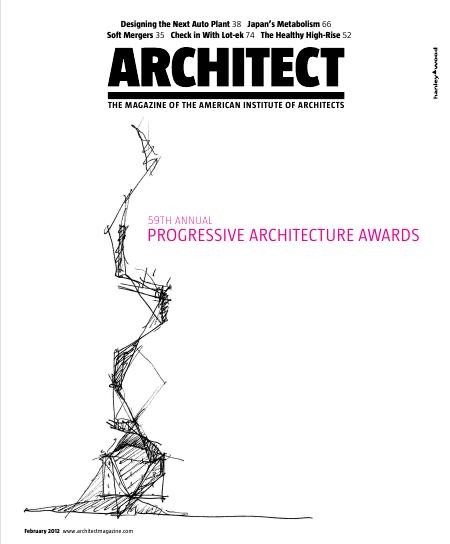 Designing the Next Auto Plant 38 Japan's Metabolism 66
Soft Mergers 35 Check in With Lot-ek 74 The Healthy High-Rise 52
ARCHITECT
THE MAGAZINE OF THE AMERICAN INSTITUTE OF ARCHITECTS
hanley▲wood
59TH ANNUAL
PROGRESSIVE ARCHITECTURE AWARDS
February 2012 www.architectmagazine.com